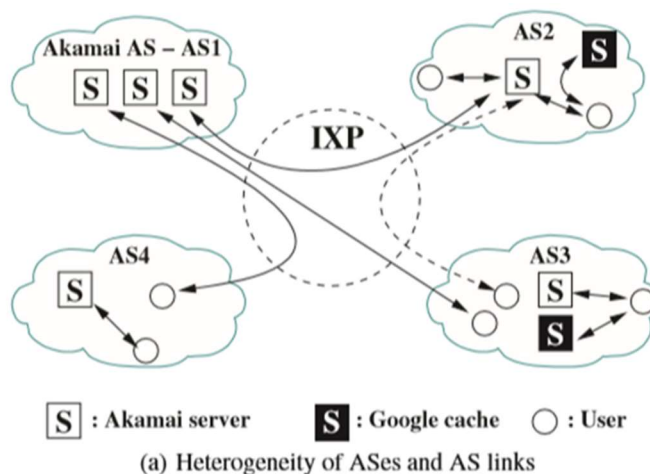 Akamai AS – AS1
S S S
AS2
S
S
IXP
AS4
S
AS3
S
S
S : Akamai server S : Google cache : User
(a) Heterogeneity of ASes and AS links